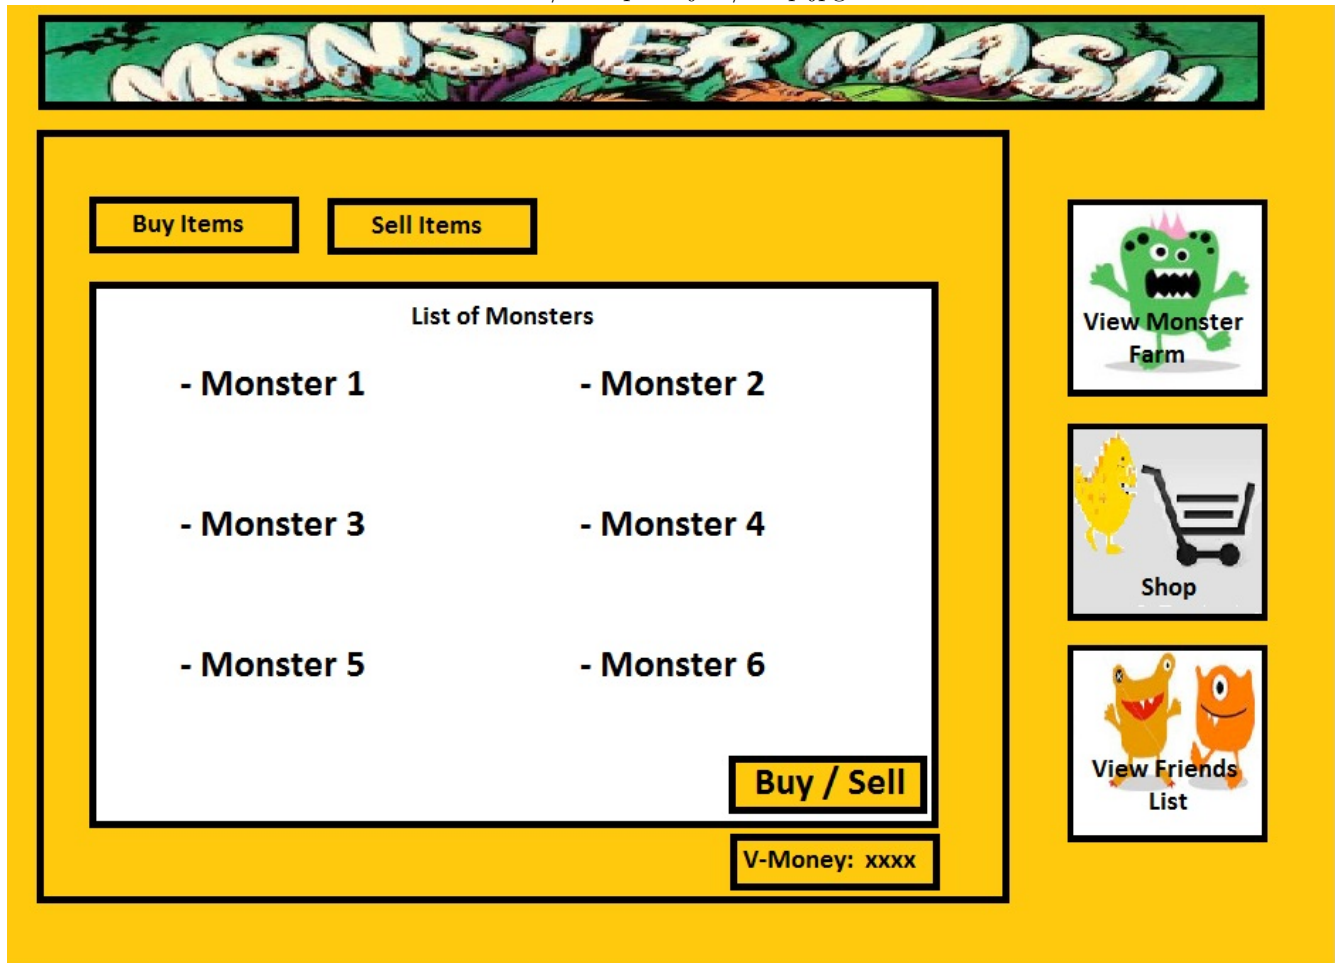 MONSTER MASH
Buy Items
Sell Items
List of Monsters
- Monster 1
- Monster 2
- Monster 3
- Monster 4
- Monster 5
- Monster 6
Buy / Sell
V-Money: xxxx
View Monster
Farm
Shop
View Friends
List